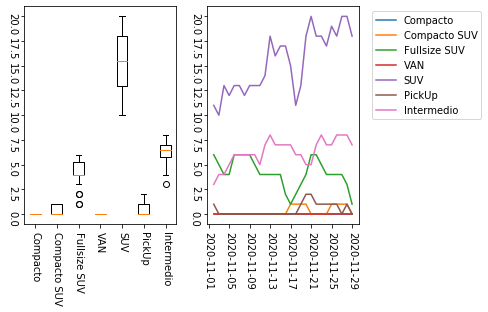 20.0
17.5
15.0
12.5
10.0
7.5
5.0
2.5
0.0
Compacto
Compacto SUV
Fullsize SUV
VAN
SUV
PickUp
Intermedio
20.0
17.5
15.0
12.5
10.0
7.5
5.0
2.5
0.0
2020-11-01
2020-11-05
2020-11-09
2020-11-13
2020-11-17
2020-11-21
2020-11-25
2020-11-29
Compacto
Compacto SUV
Fullsize SUV
VAN
SUV
PickUp
Intermedio